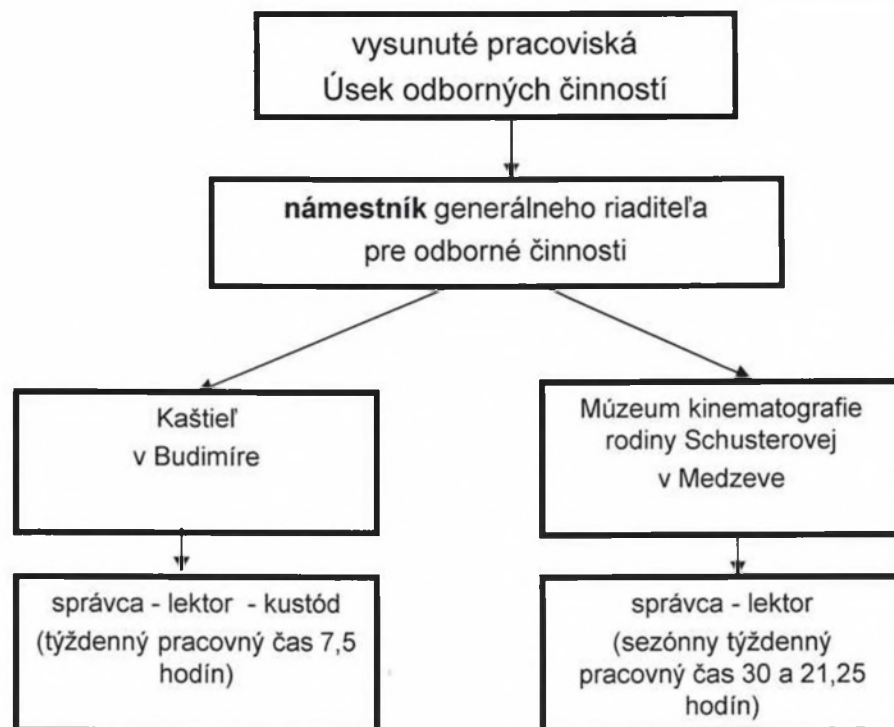 vysunuté pracoviská
Úsek odborných činností
námestník generálneho riaditeľa
pre odborné činnosti
Kaštieľ
v Budimíre
Múzeum kinematografie
rodiny Schusterovej
v Medzeve
správca - lektor - kustód
(týždenný pracovný čas 7,5
hodín)
správca - lektor
(sezónny týždenný
pracovný čas 30 a 21,25
hodín)